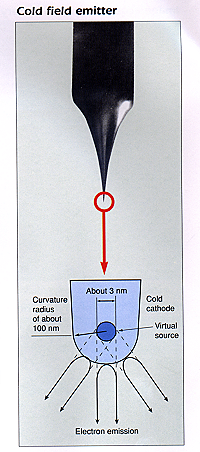 Cold field emitter
About 3 nm
Curvature
radius
of about
100 nm
Cold
cathode
Virtual
source
Electron emission